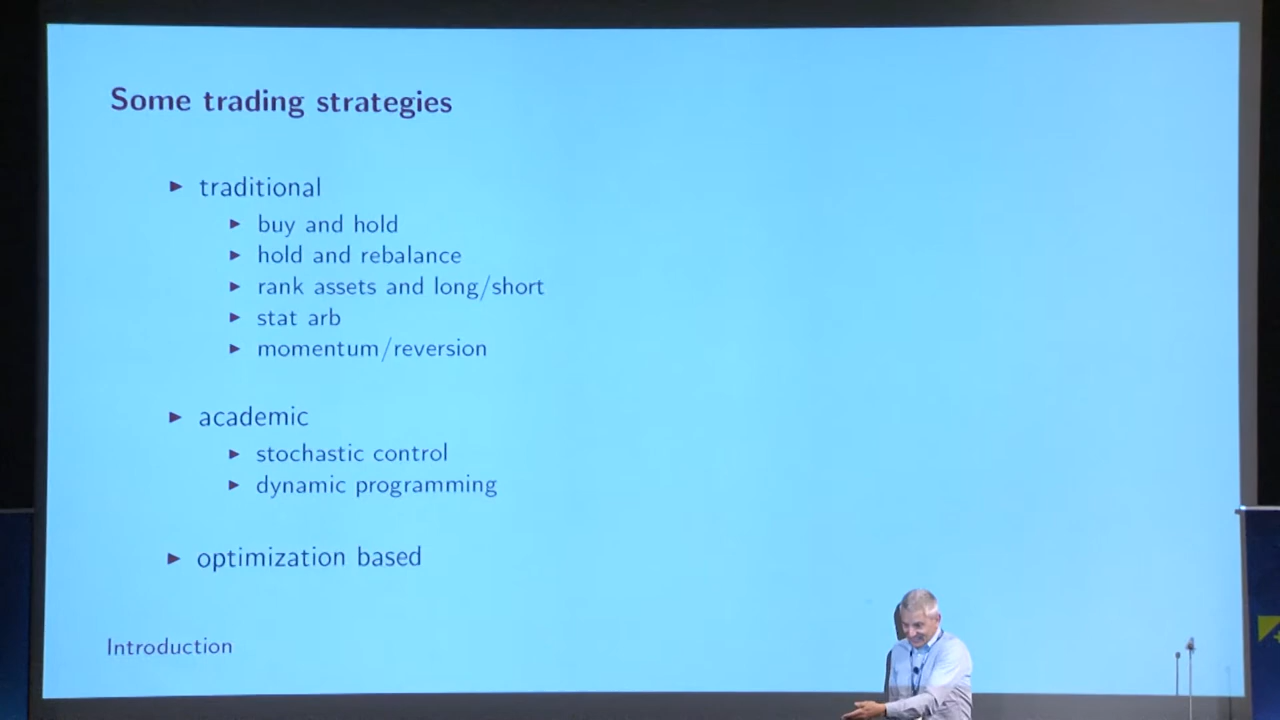 Some trading strategies
▶ traditional
▶ buy and hold
▶ hold and rebalance
▶ rank assets and long/short
▶ stat arb
▶ momentum/reversion
▶ academic
▶ stochastic control
▶ dynamic programming
▶ optimization based
Introduction